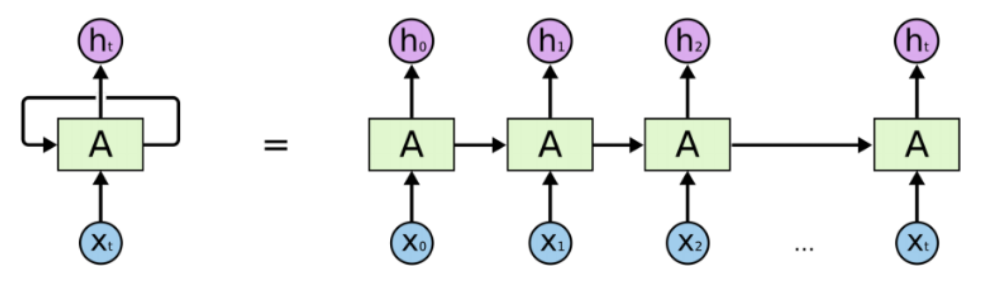 hₜ h₀ h₁ h₂ hₜ
A = A A A A
xₜ x₀ x₁ x₂ ... xₜ